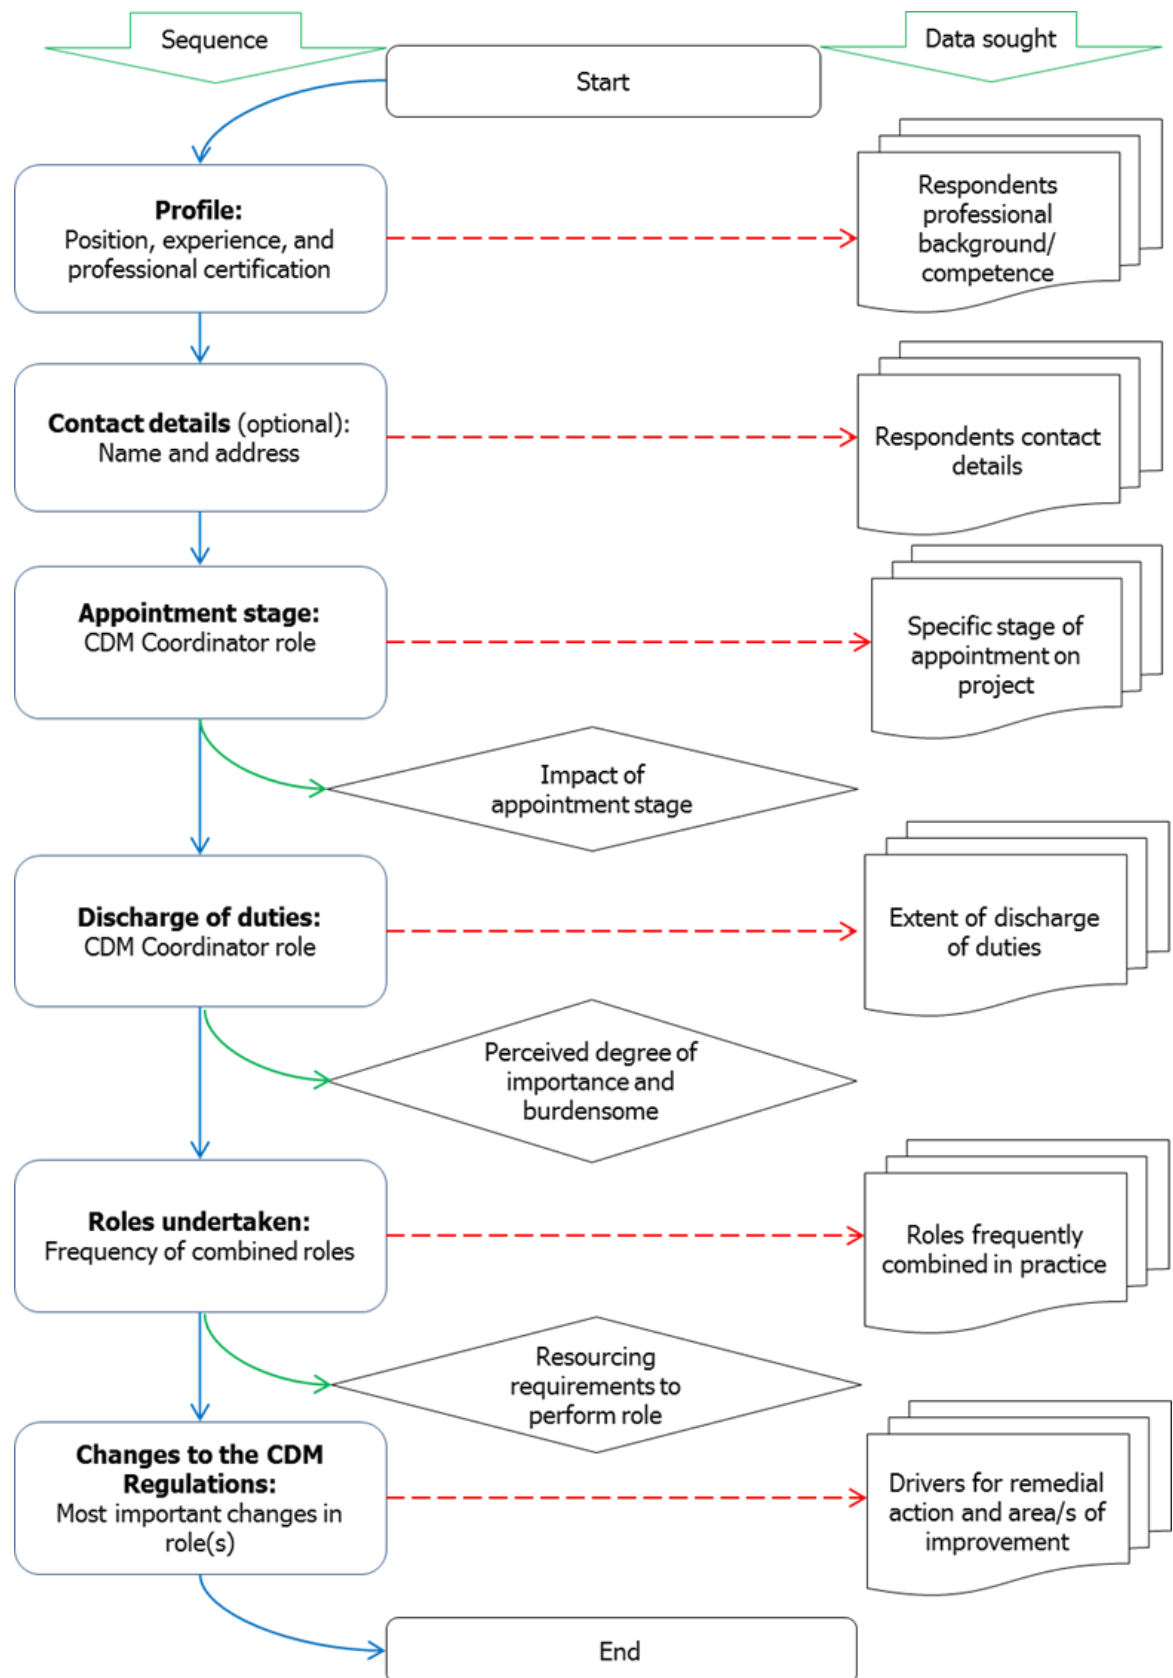 Sequence
Data sought
Start
Profile:
Position, experience, and
professional certification
Respondents
professional
background/
competence
Contact details (optional):
Name and address
Respondents contact
details
Appointment stage:
CDM Coordinator role
Specific stage of
appointment on
project
Impact of
appointment stage
Discharge of duties:
CDM Coordinator role
Extent of discharge
of duties
Perceived degree of
importance and
burdensome
Roles undertaken:
Frequency of combined roles
Roles frequently
combined in practice
Resourcing
requirements to
perform role
Changes to the CDM
Regulations:
Most important changes in
role(s)
Drivers for remedial
action and area/s of
improvement
End